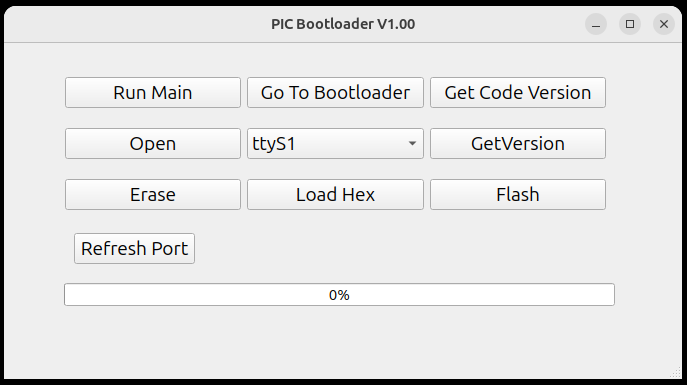 PIC Bootloader V1.00
Run Main
Go To Bootloader
Get Code Version
Open
ttyS1
GetVersion
Erase
Load Hex
Flash
Refresh Port
0%